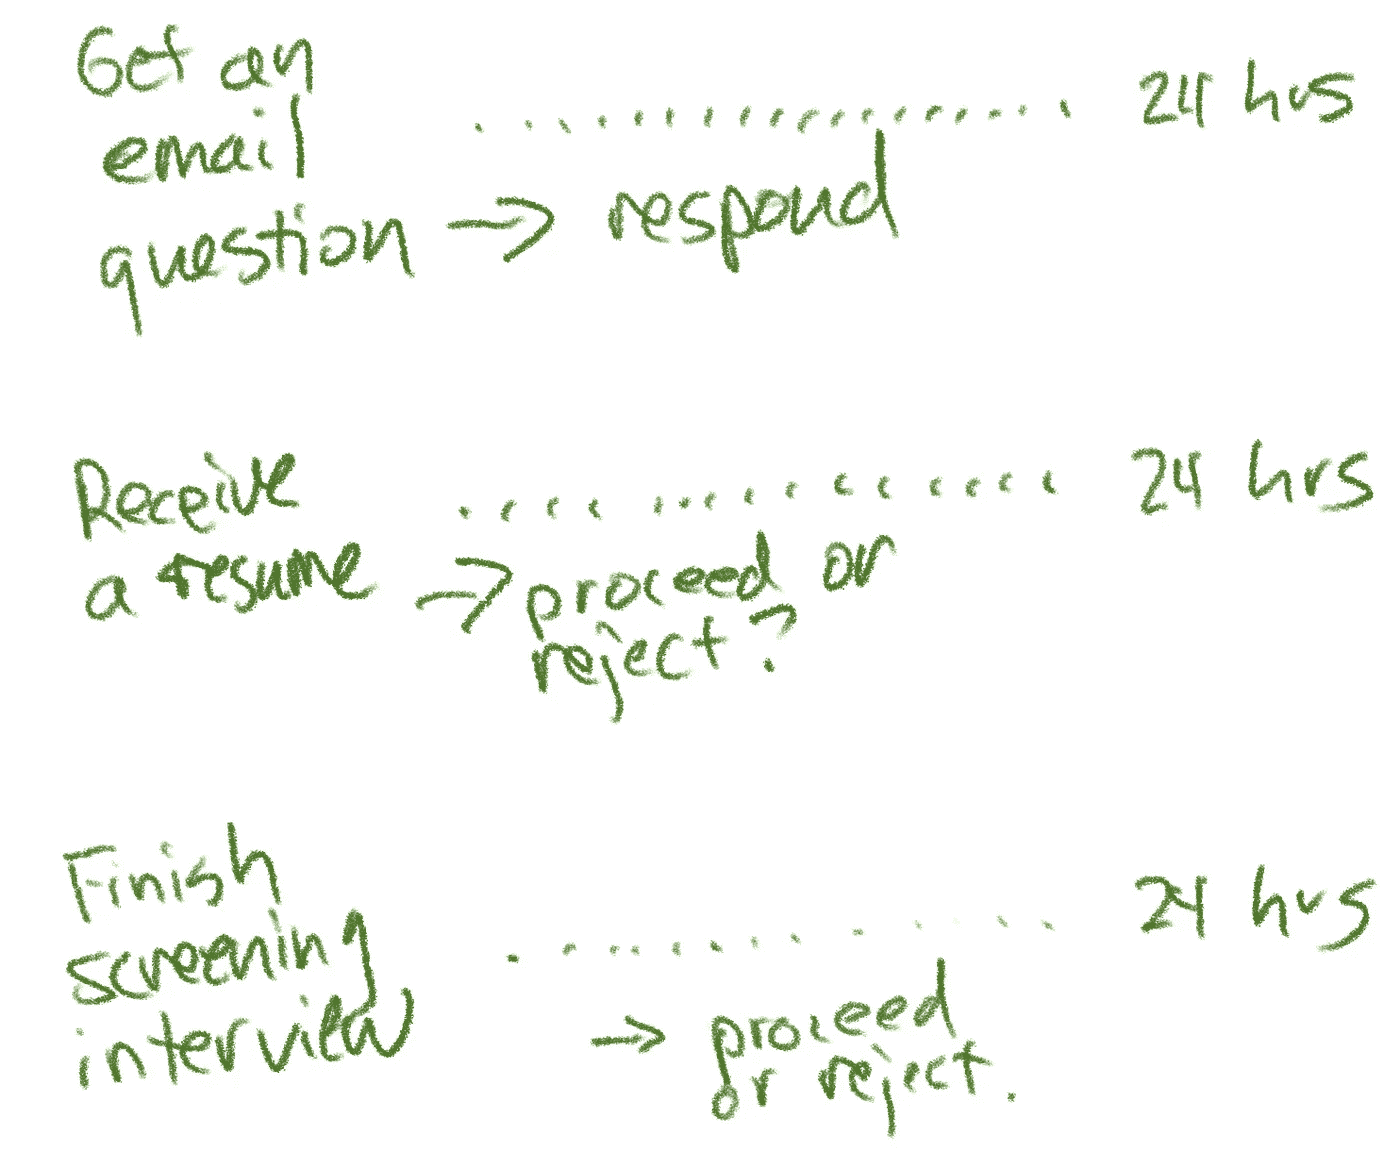 Get an
email
question → respond
24 hrs
Receive
a resume → proceed or
reject?
24 hrs
Finish
screening
interview → proceed
or reject.
24 hrs